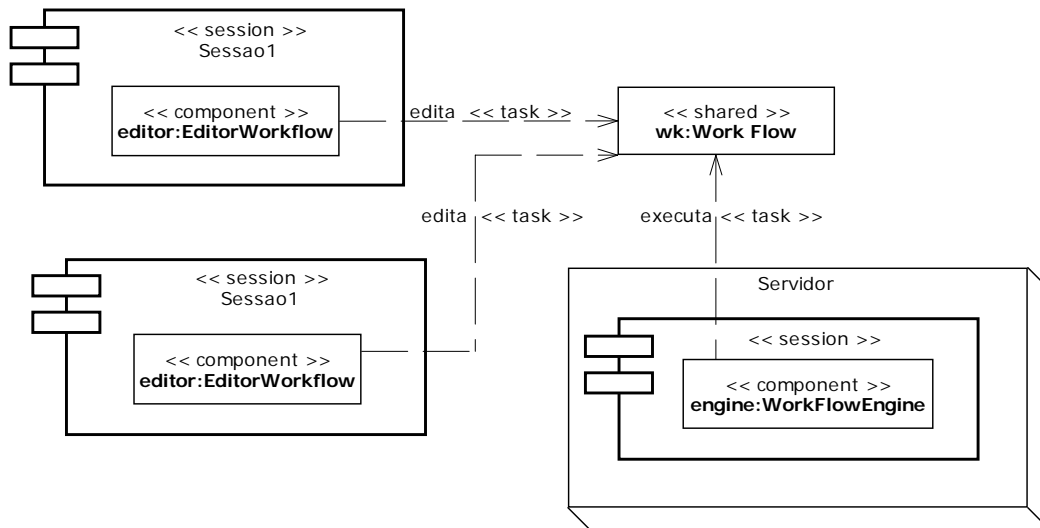 << session >>
Sessao1
<< component >>
editor:EditorWorkflow
edita << task >>
<< shared >>
wk:Work Flow
edita << task >>
executa << task >>
<< session >>
Sessao1
<< component >>
editor:EditorWorkflow
Servidor
<< session >>
<< component >>
engine:WorkFlowEngine